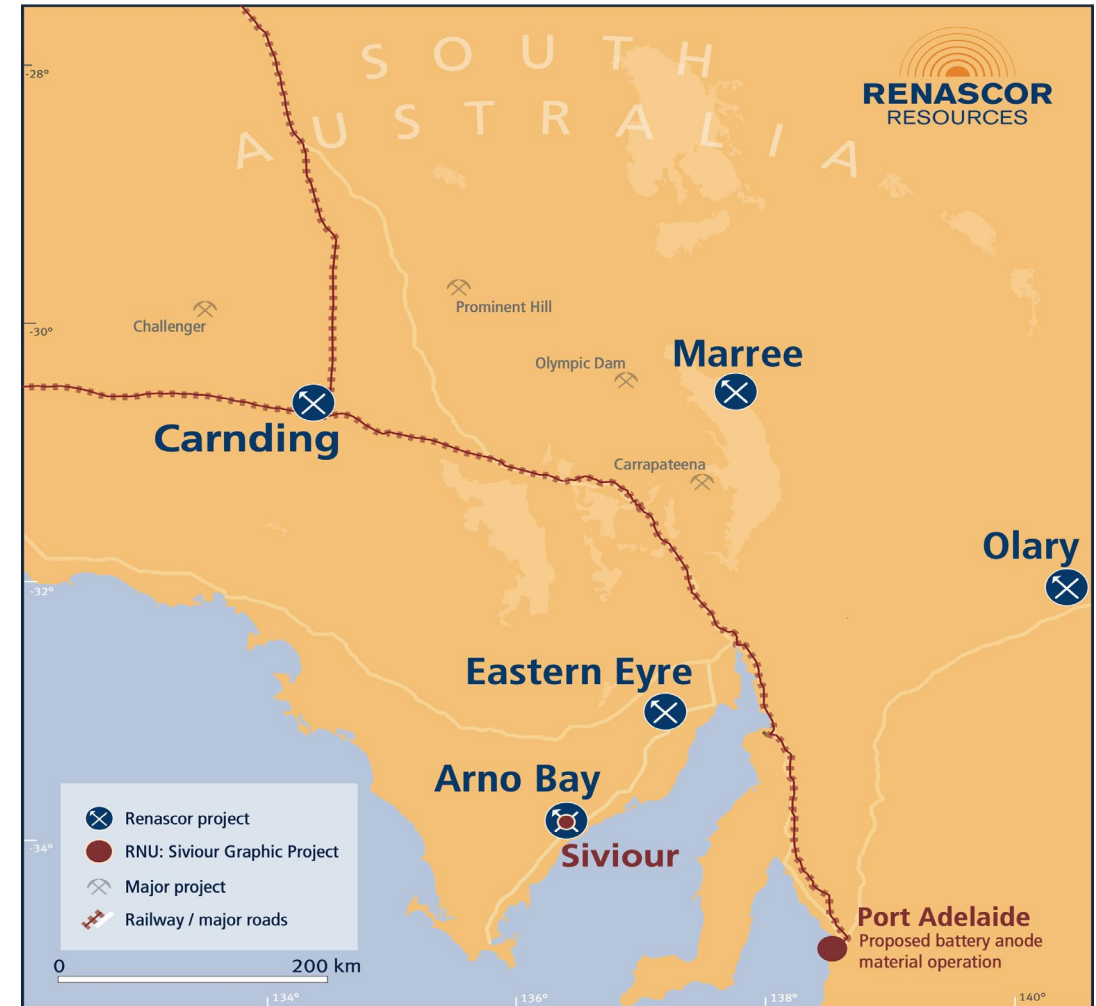 SOUTH
AUSTRALIA
RENASCOR
RESOURCES
-28°
Prominent Hill
Challenger
-30°
Olympic Dam
Marree
Carnding
Carrapateena
Olary
-32°
Eastern Eyre
Arno Bay
Siviour
Renascor project
RNU: Siviour Graphic Project
Major project
Railway / major roads
-34°
Port Adelaide
Proposed battery anode
material operation
0 200 km
134° 136° 138° 140°